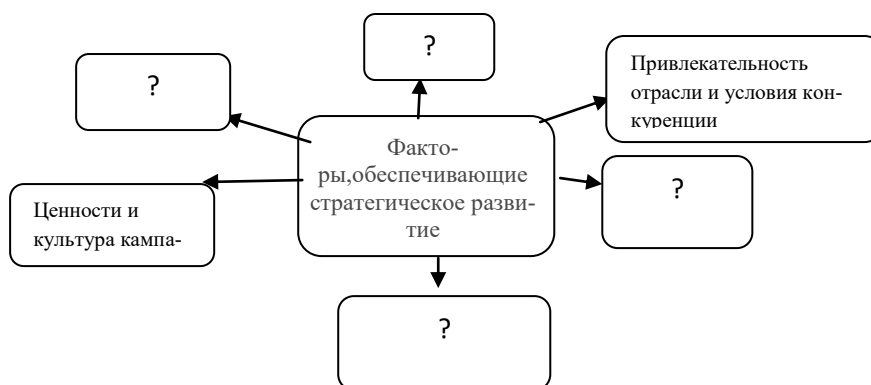 ?
?
Привлекательность
отрасли и условия кон-
куренции
Факто-
ры,обеспечивающие
стратегическое разви-
тие
?
Ценности и
культура кампа-
?